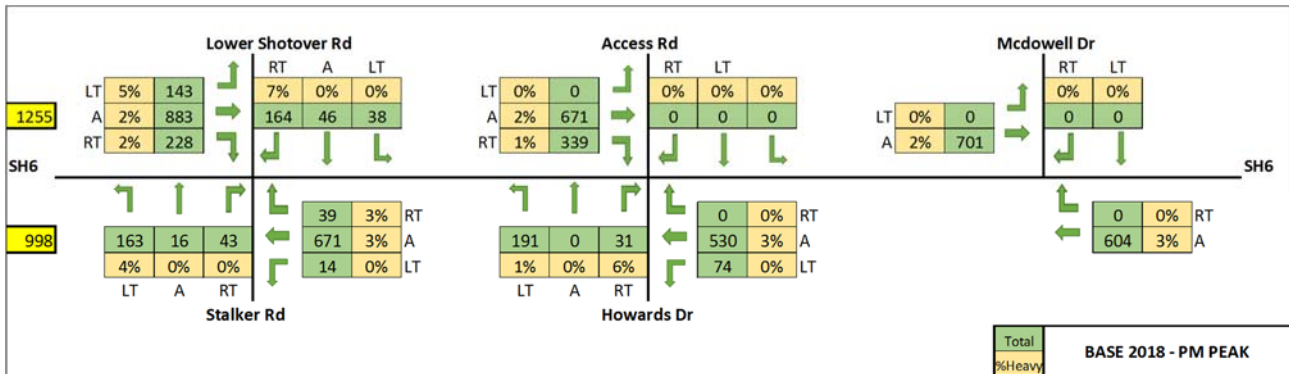 Lower Shotover Rd Access Rd Mcdowell Dr
RT A LT RT LT RT LT
LT 5% 143 7% 0% 0% LT 0% 0 0% 0% 0% 0% 0%
1255 A 2% 883 164 46 38 A 2% 671 0 0 0 LT 0% 0 0 0
RT 2% 228 RT 1% 339 A 2% 701
SH6 SH6
39 3% RT 0 0% RT 0 0%
998 163 16 43 671 3% A 191 0 31 530 3% A 604 3%
4% 0% 0% 14 0% LT 1% 0% 6% 74 0% LT
LT A RT LT A RT
Stalker Rd Howards Dr
Total
%Heavy
BASE 2018 - PM PEAK